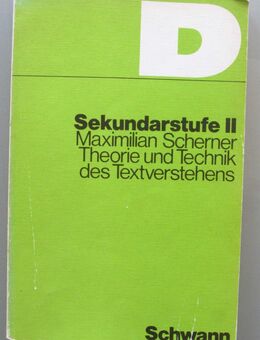 D
Sekundarstufe II
Maximilian Scherner
Theorie und Technik
des Textverstehens
Schwann